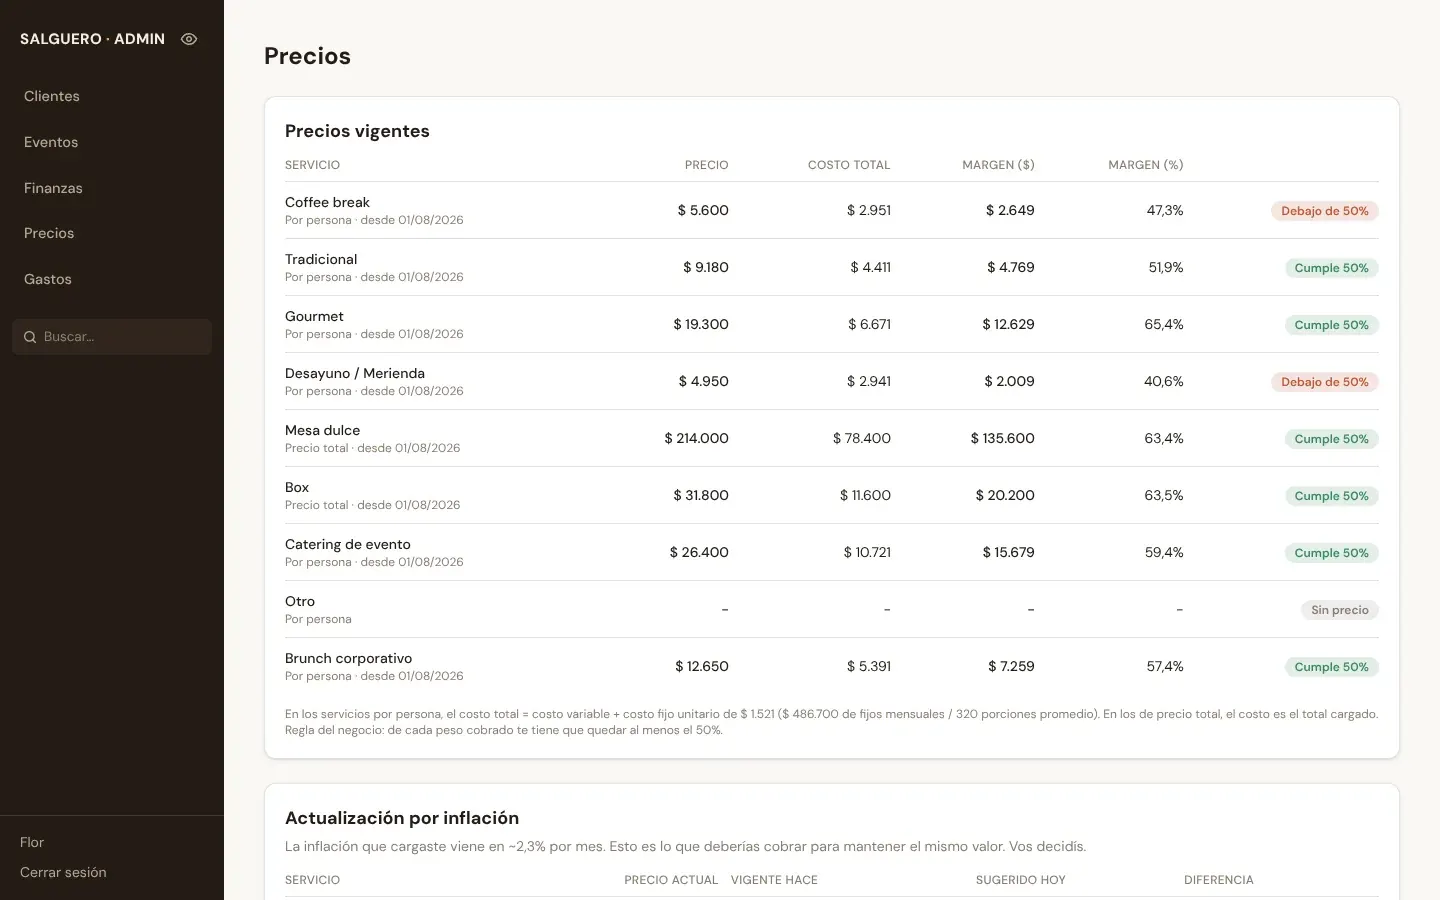 SALGUERO · ADMIN
Clientes
Eventos
Finanzas
Precios
Gastos
Buscar...
Flor
Cerrar sesión
Precios
Precios vigentes
SERVICIO PRECIO COSTO TOTAL MARGEN ($) MARGEN (%)
Coffee break
Por persona · desde 01/08/2026
$ 5.600 $ 2.951 $ 2.649 47,3% Debajo de 50%
Tradicional
Por persona · desde 01/08/2026
$ 9.180 $ 4.411 $ 4.769 51,9% Cumple 50%
Gourmet
Por persona · desde 01/08/2026
$ 19.300 $ 6.671 $ 12.629 65,4% Cumple 50%
Desayuno / Merienda
Por persona · desde 01/08/2026
$ 4.950 $ 2.941 $ 2.009 40,6% Debajo de 50%
Mesa dulce
Precio total · desde 01/08/2026
$ 214.000 $ 78.400 $ 135.600 63,4% Cumple 50%
Box
Precio total · desde 01/08/2026
$ 31.800 $ 11.600 $ 20.200 63,5% Cumple 50%
Catering de evento
Por persona · desde 01/08/2026
$ 26.400 $ 10.721 $ 15.679 59,4% Cumple 50%
Otro
Por persona
– – – – Sin precio
Brunch corporativo
Por persona · desde 01/08/2026
$ 12.650 $ 5.391 $ 7.259 57,4% Cumple 50%
En los servicios por persona, el costo total = costo variable + costo fijo unitario de $ 1.521 ($ 486.700 de fijos mensuales / 320 porciones promedio). En los de precio total, el costo es el total cargado.
Regla del negocio: de cada peso cobrado te tiene que quedar al menos el 50%.
Actualización por inflación
La inflación que cargaste viene en ~2,3% por mes. Esto es lo que deberías cobrar para mantener el mismo valor. Vos decidís.
SERVICIO PRECIO ACTUAL VIGENTE HACE SUGERIDO HOY DIFERENCIA